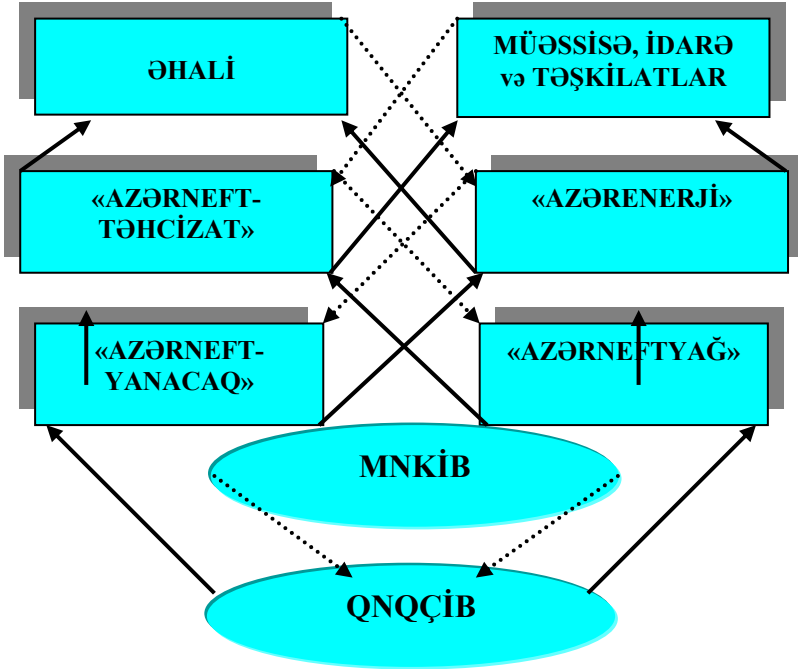 ƏHALİ
MÜƏSSİSƏ, İDARƏ
və TƏŞKİLATLAR
«AZƏRNEFT-
TƏHCİZAT»
«AZƏRENERJİ»
«AZƏRNEFT-
YANACAQ»
«AZƏRNEFTYAĞ»
MNKİB
QNQÇİB